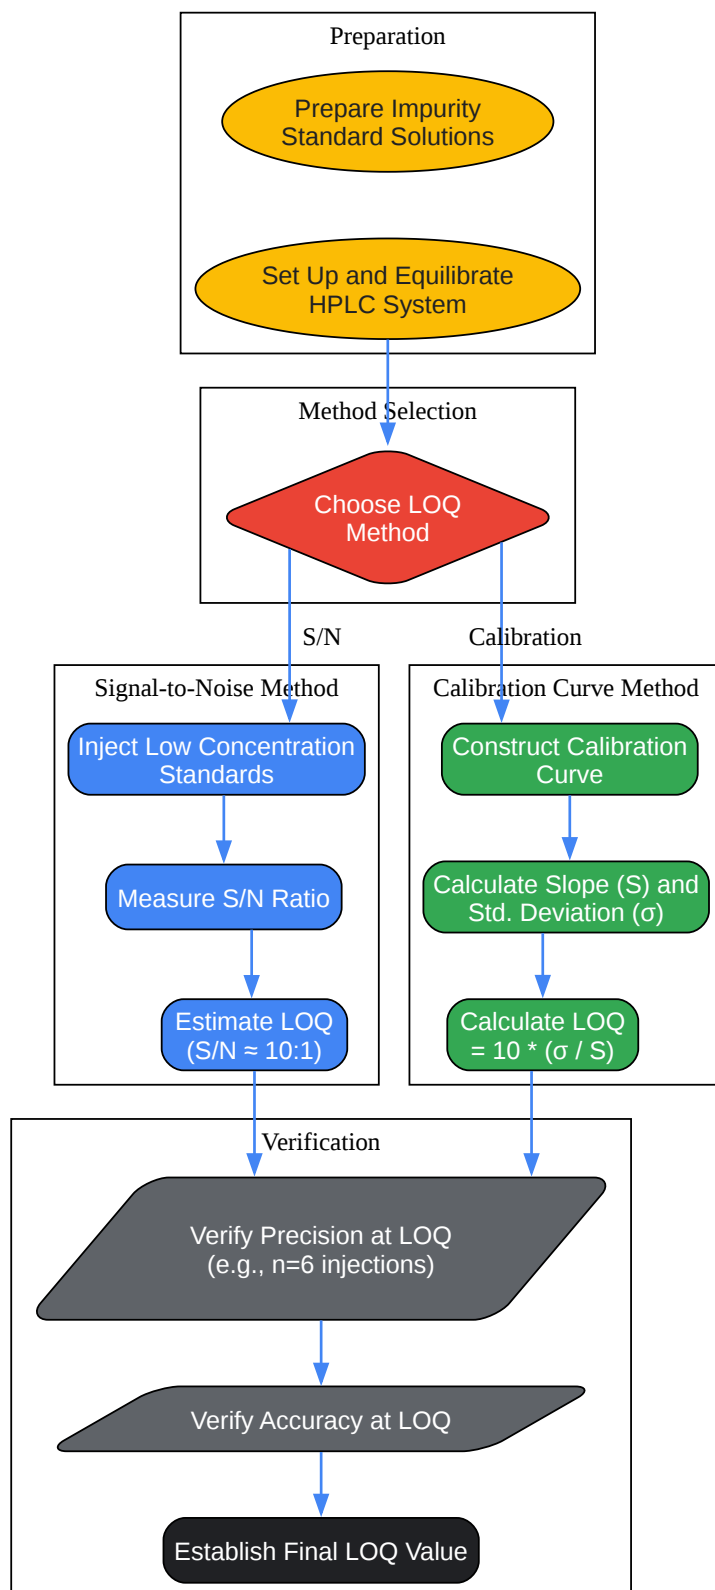 Preparation
Prepare Impurity
Standard Solutions
Set Up and Equilibrate
HPLC System
Method Selection
Choose LOQ
Method
S/N
Calibration
Signal-to-Noise Method
Inject Low Concentration
Standards
Measure S/N Ratio
Estimate LOQ
(S/N ≈ 10:1)
Calibration Curve Method
Construct Calibration
Curve
Calculate Slope (S) and
Std. Deviation (σ)
Calculate LOQ
= 10 * (σ / S)
Verification
Verify Precision at LOQ
(e.g., n=6 injections)
Verify Accuracy at LOQ
Establish Final LOQ Value